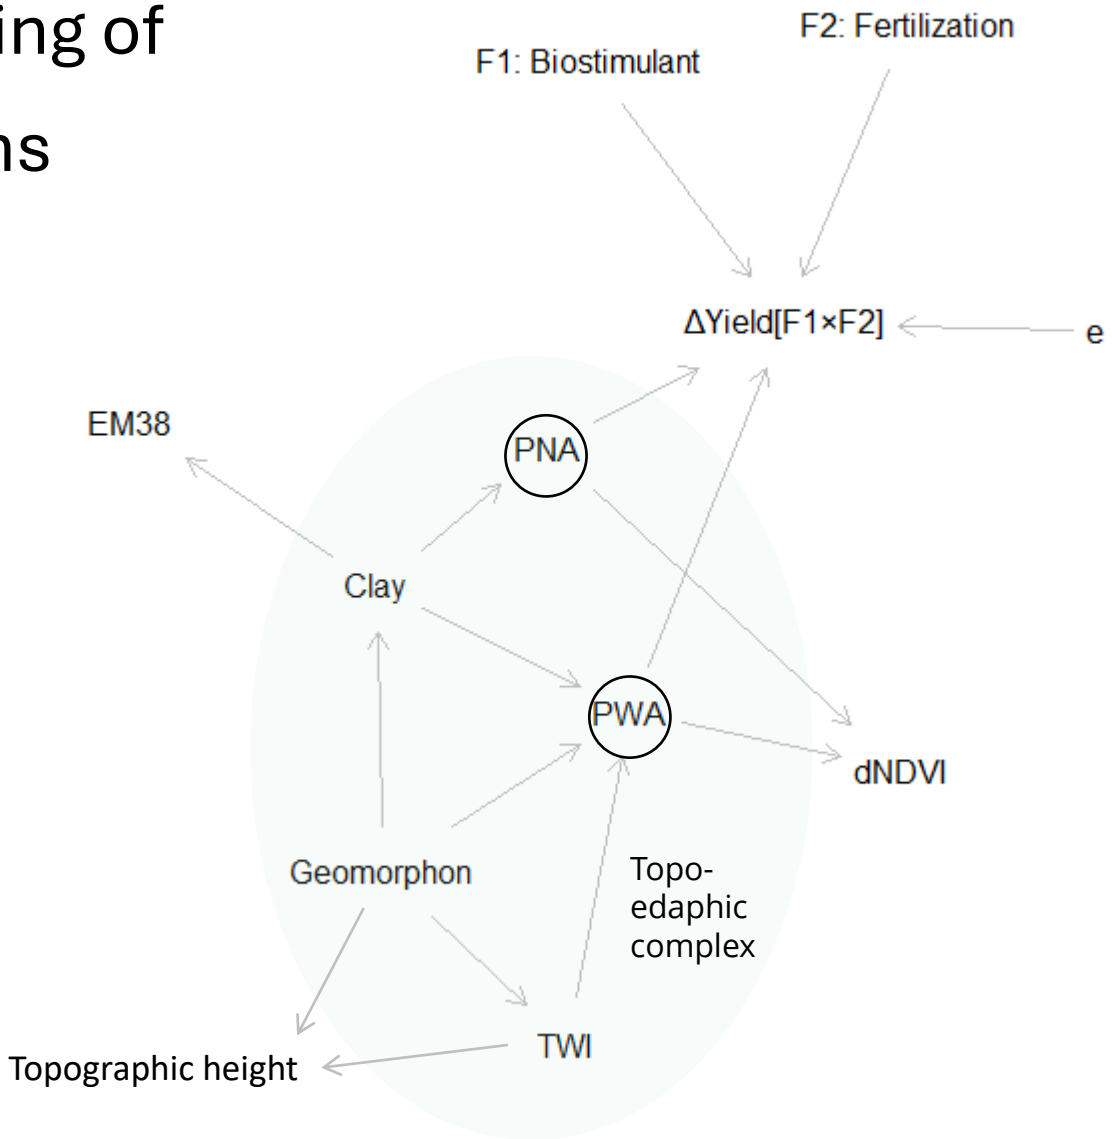 ing of
ns
F2: Fertilization
F1: Biostimulant
ΔYield[F1×F2]
e
EM38
PNA
Clay
PWA
dNDVI
Geomorphon
Topo-
edaphic
complex
TWI
Topographic height